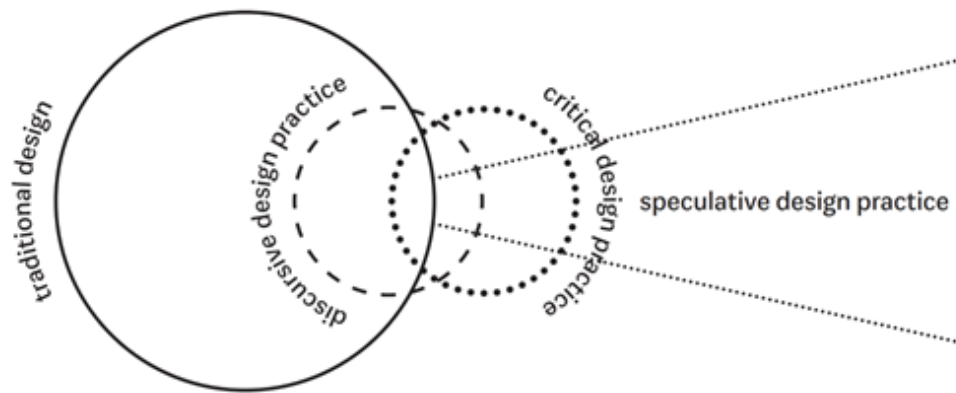 traditional design
discursive design practice
critical design practice
speculative design practice